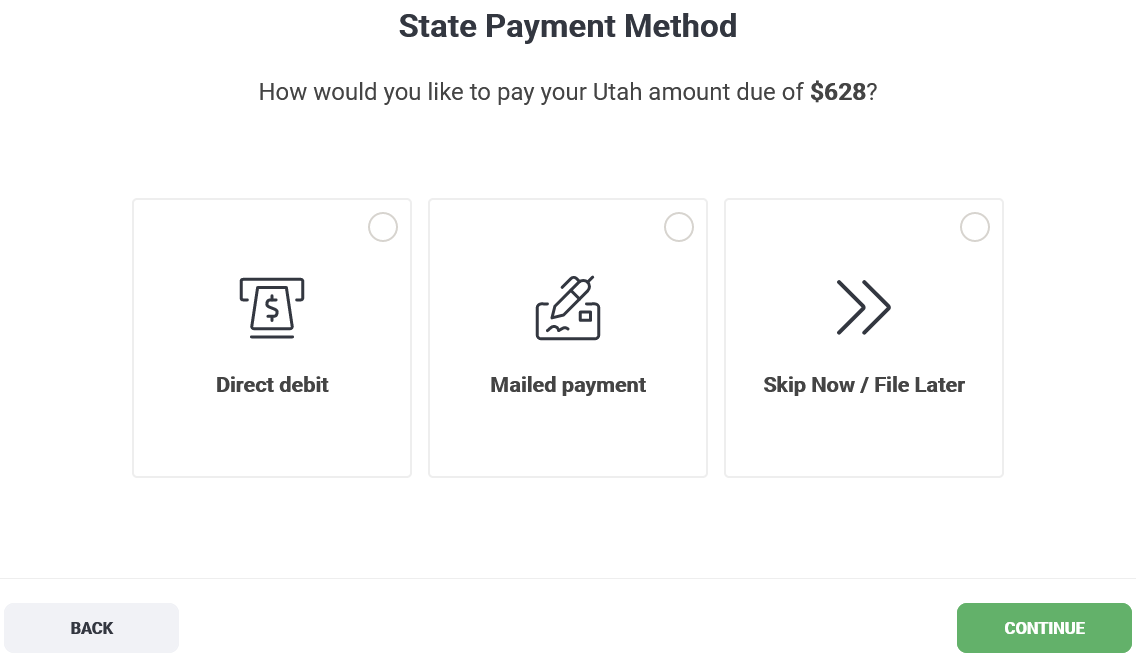 State Payment Method
How would you like to pay your Utah amount due of $628?
Direct debit
Mailed payment
Skip Now / File Later
BACK
CONTINUE